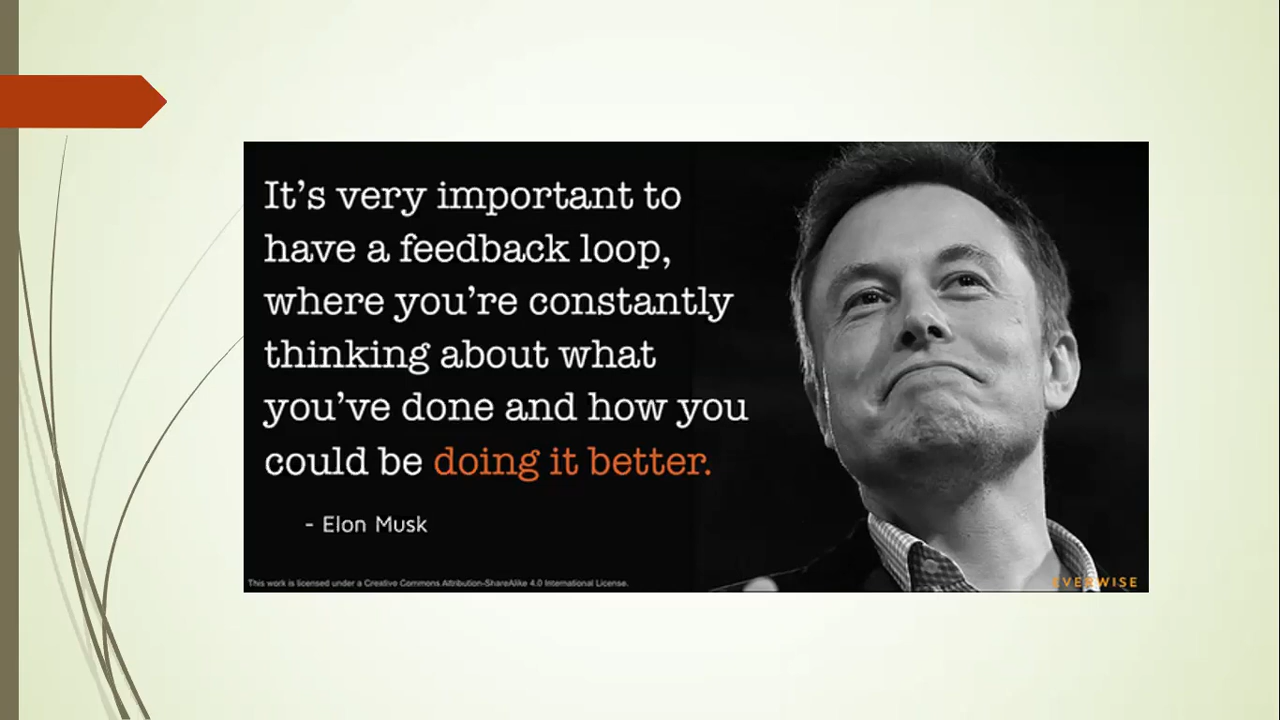 It's very important to
have a feedback loop,
where you're constantly
thinking about what
you've done and how you
could be doing it better.
- Elon Musk
This work is licensed under a Creative Commons Attribution-ShareAlike 4.0 International License.
EVERWISE